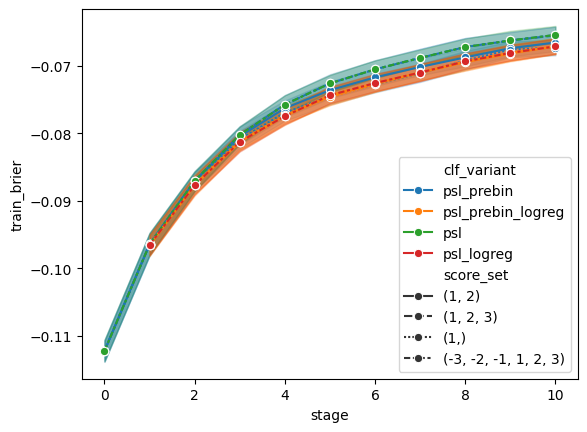 −0.07
−0.08
−0.09
−0.10
−0.11
train_brier
0
2
4
6
8
10
stage
clf_variant
psl_prebin
psl_prebin_logreg
psl
psl_logreg
score_set
(1, 2)
(1, 2, 3)
(1,)
(-3, -2, -1, 1, 2, 3)